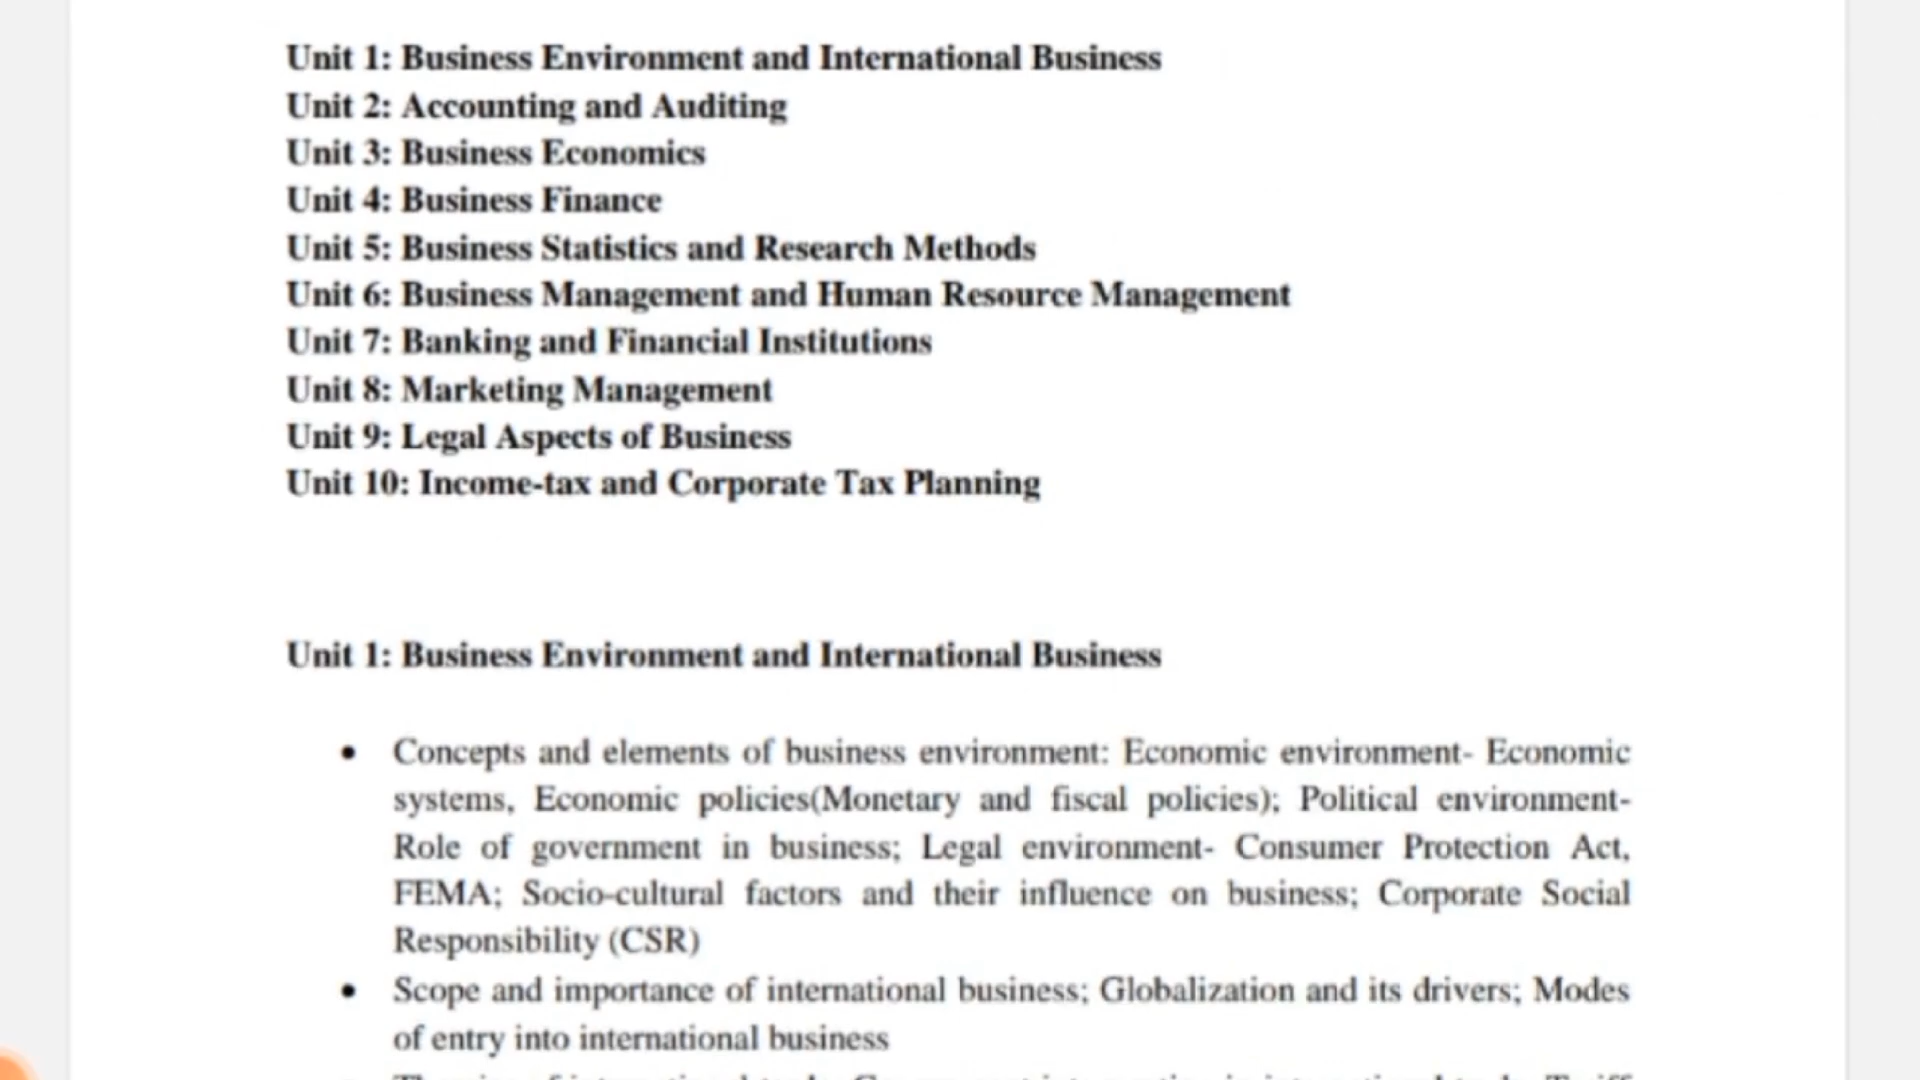 Unit 1: Business Environment and International Business
Unit 2: Accounting and Auditing
Unit 3: Business Economics
Unit 4: Business Finance
Unit 5: Business Statistics and Research Methods
Unit 6: Business Management and Human Resource Management
Unit 7: Banking and Financial Institutions
Unit 8: Marketing Management
Unit 9: Legal Aspects of Business
Unit 10: Income-tax and Corporate Tax Planning
Unit 1: Business Environment and International Business
• Concepts and elements of business environment: Economic environment- Economic
systems, Economic policies(Monetary and fiscal policies); Political environment-
Role of government in business; Legal environment- Consumer Protection Act,
FEMA; Socio-cultural factors and their influence on business; Corporate Social
Responsibility (CSR)
• Scope and importance of international business; Globalization and its drivers; Modes
of entry into international business